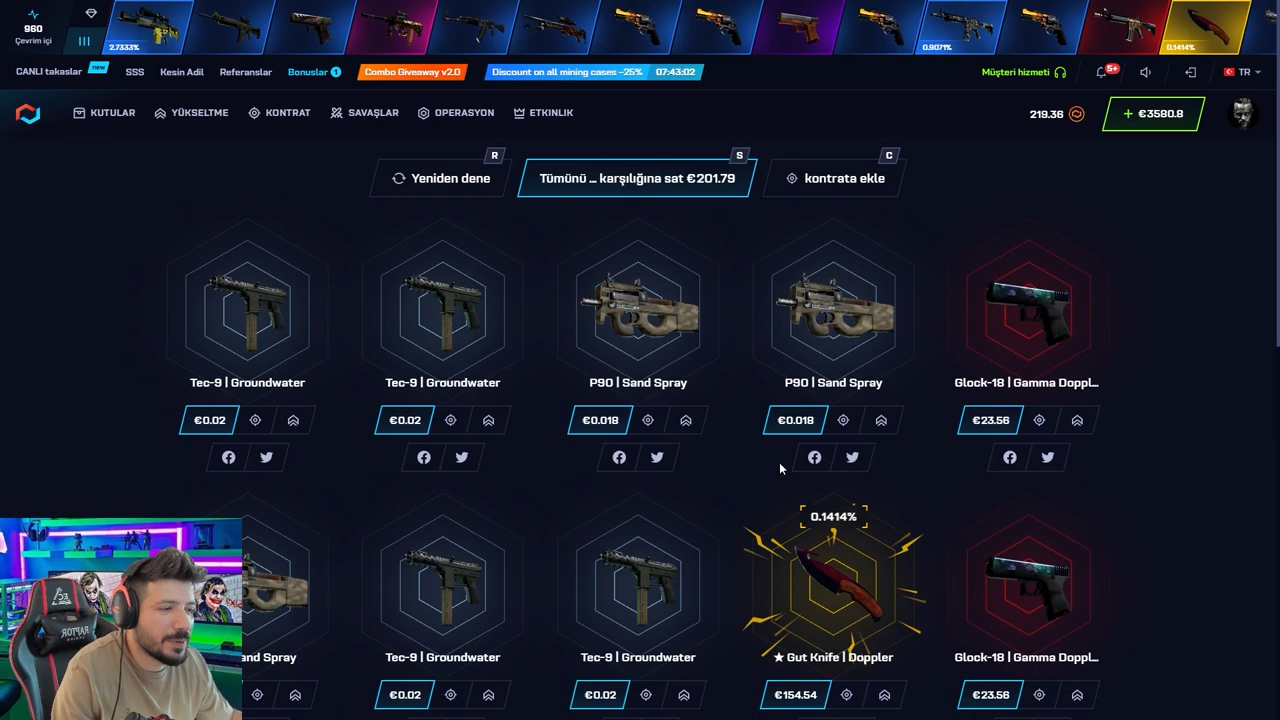 960
Çevrim içi
2.7333%
0.9071%
0.1414%
CANLI takaslar new SSS Kesin Adil Referanslar Bonuslar 1 Combo Giveaway v2.0 Discount on all mining cases -25% 07:43:02 Müşteri hizmeti 5+ TR
KUTULAR YÜKSELTME KONTRAT SAVAŞLAR OPERASYON ETKINLIK 219.36 + €3580.8
R S C
Yeniden dene Tümünü ... karşılığına sat €201.79 kontrata ekle
Tec-9 | Groundwater Tec-9 | Groundwater P90 | Sand Spray P90 | Sand Spray Glock-18 | Gamma Doppl...
€0.02 €0.02 €0.018 €0.018 €23.56
0.1414%
and Spray Tec-9 | Groundwater Tec-9 | Groundwater ★ Gut Knife | Doppler Glock-18 | Gamma Doppl...
€0.02 €0.02 €154.54 €23.56
RAPTOR